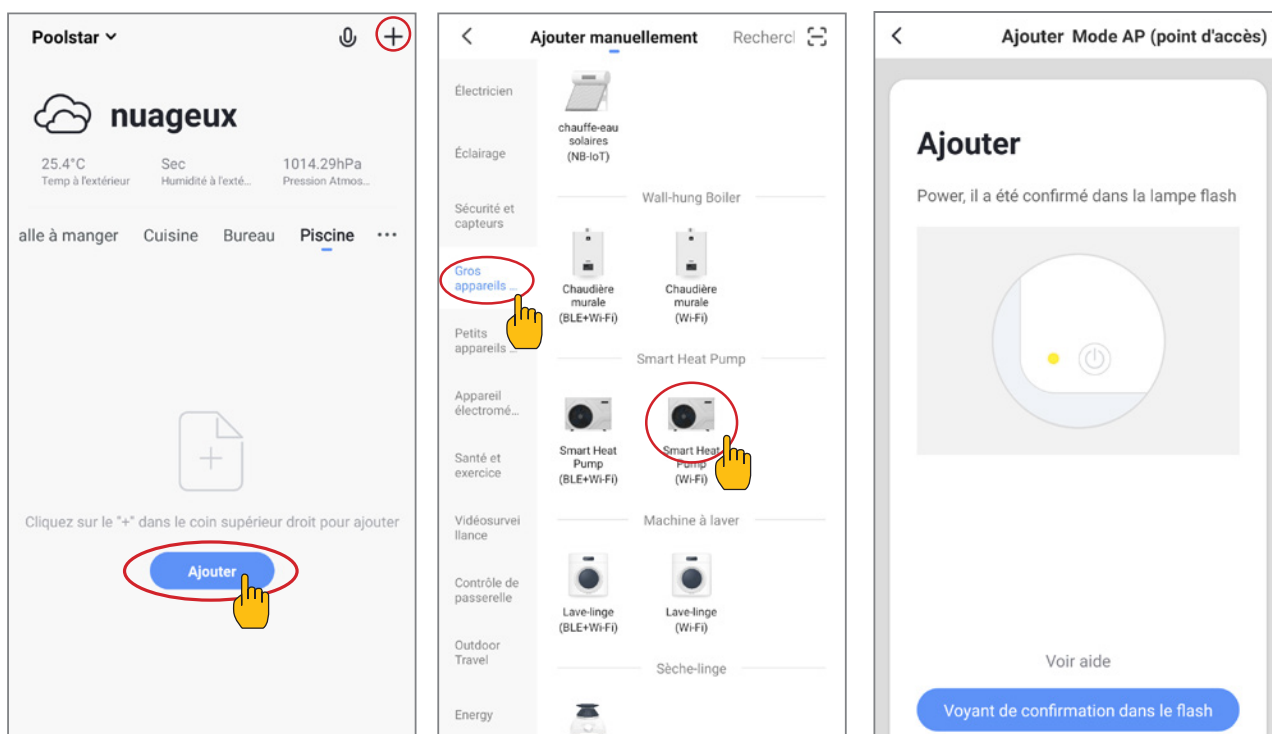 Poolstar
nuageux
25.4°C Sec 1014.29hPa
Temp à l'extérieur Humidité à l'exté... Pression Atmos...
alle à manger Cuisine Bureau Piscine ...
Cliquez sur le "+" dans le coin supérieur droit pour ajouter
Ajouter
Ajouter manuellement Rechercl
Électricien
Éclairage
Sécurité et
capteurs
Gros
appareils ...
Petits
appareils ...
Appareil
électromé...
Santé et
exercice
Vidéosurvei
llance
Contrôle de
passerelle
Outdoor
Travel
Energy
chauffe-eau
solaires
(NB-IoT)
Wall-hung Boiler
Chaudière
murale
(BLE+Wi-Fi)
Chaudière
murale
(Wi-Fi)
Smart Heat Pump
Smart Heat
Pump
(BLE+Wi-Fi)
Smart Heat
Pump
(Wi-Fi)
Machine à laver
Lave-linge
(BLE+Wi-Fi)
Lave-linge
(Wi-Fi)
Sèche-linge
Ajouter Mode AP (point d'accès)
Ajouter
Power, il a été confirmé dans la lampe flash
Voir aide
Voyant de confirmation dans le flash